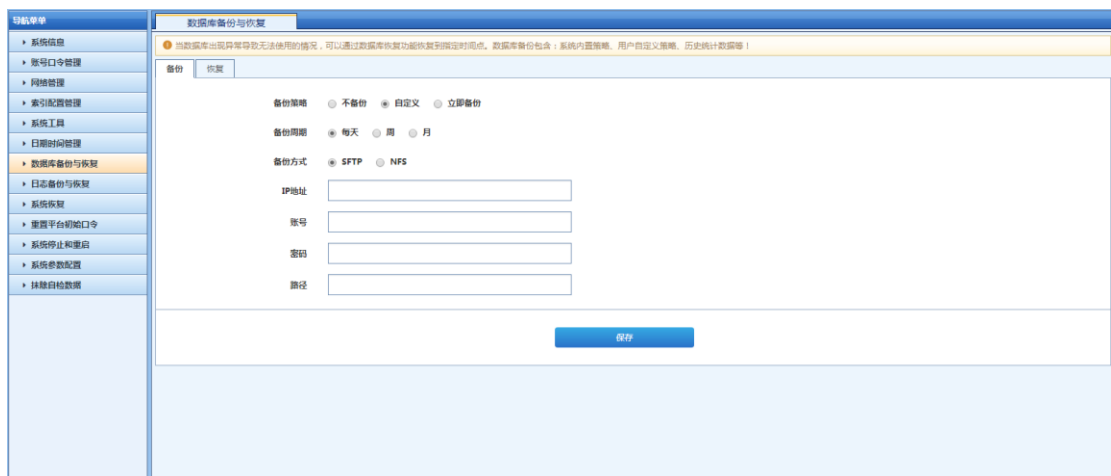 导航菜单
系统信息
账号口令管理
网络管理
索引配置管理
系统工具
日期时间管理
数据库备份与恢复
日志备份与恢复
系统恢复
重置平台初始口令
系统停止和重启
系统参数配置
抹除自检数据
数据库备份与恢复
当数据库出现异常导致无法使用的情况，可以通过数据库恢复功能恢复到指定时间点。数据库备份包含：系统内置策略、用户自定义策略、历史统计数据等！
备份 恢复
备份策略 不备份 自定义 立即备份
备份周期 每天 周 月
备份方式 SFTP NFS
IP地址
账号
密码
路径
保存